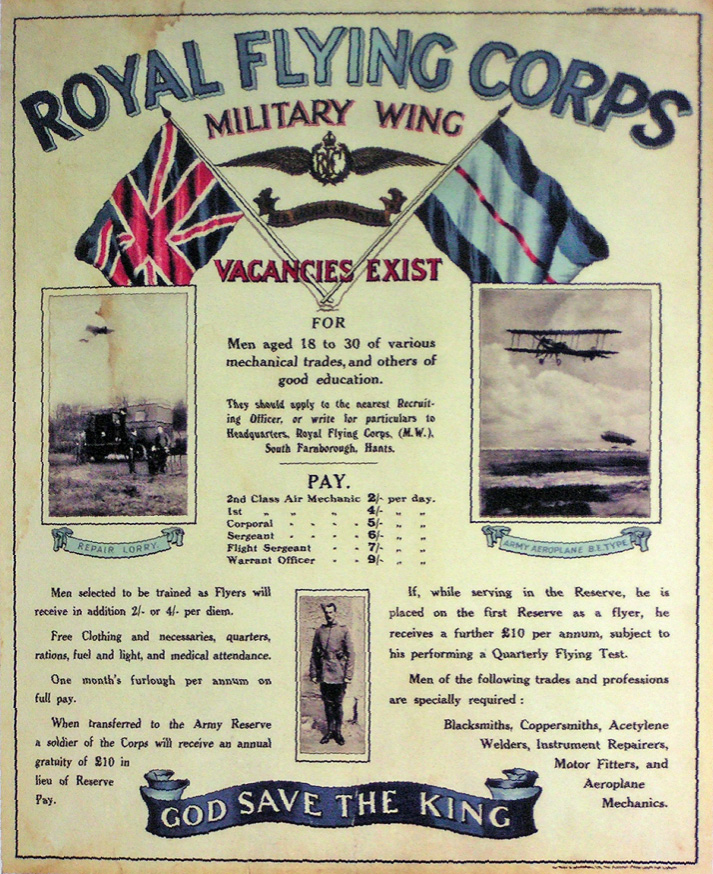 ROYAL FLYING CORPS
MILITARY WING
RFC
VACANCIES EXIST
FOR
Men aged 18 to 30 of various
mechanical trades, and others of
good education.
They should apply to the nearest Recruit-
ing Officer, or write for particulars to
Headquarters, Royal Flying Corps, (M.W.),
South Farnborough, Hants.
REPAIR LORRY.
ARMY AEROPLANE B.E. TYPE
PAY.
2nd Class Air Mechanic 2/- per day.
1st „ „ „ 4/- „ „
Corporal - - - - 5/- „ „
Sergeant - - - - 6/- „ „
Flight Sergeant - - 7/- „ „
Warrant Officer - - 9/- „ „
Men selected to be trained as Flyers will
receive in addition 2/- or 4/- per diem.
Free Clothing and necessaries, quarters,
rations, fuel and light, and medical attendance.
One month's furlough per annum on
full pay.
When transferred to the Army Reserve
a soldier of the Corps will receive an annual
gratuity of £10 in
lieu of Reserve
Pay.
If, while serving in the Reserve, he is
placed on the first Reserve as a flyer, he
receives a further £10 per annum, subject to
his performing a Quarterly Flying Test.
Men of the following trades and professions
are specially required :
Blacksmiths, Coppersmiths, Acetylene
Welders, Instrument Repairers,
Motor Fitters, and
Aeroplane
Mechanics.
GOD SAVE THE KING